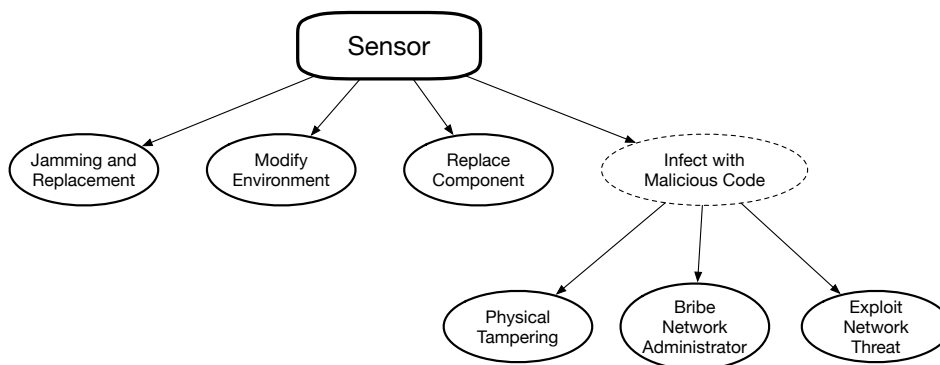 Sensor
Jamming and
Replacement
Modify
Environment
Replace
Component
Infect with
Malicious Code
Physical
Tampering
Bribe
Network
Administrator
Exploit
Network
Threat